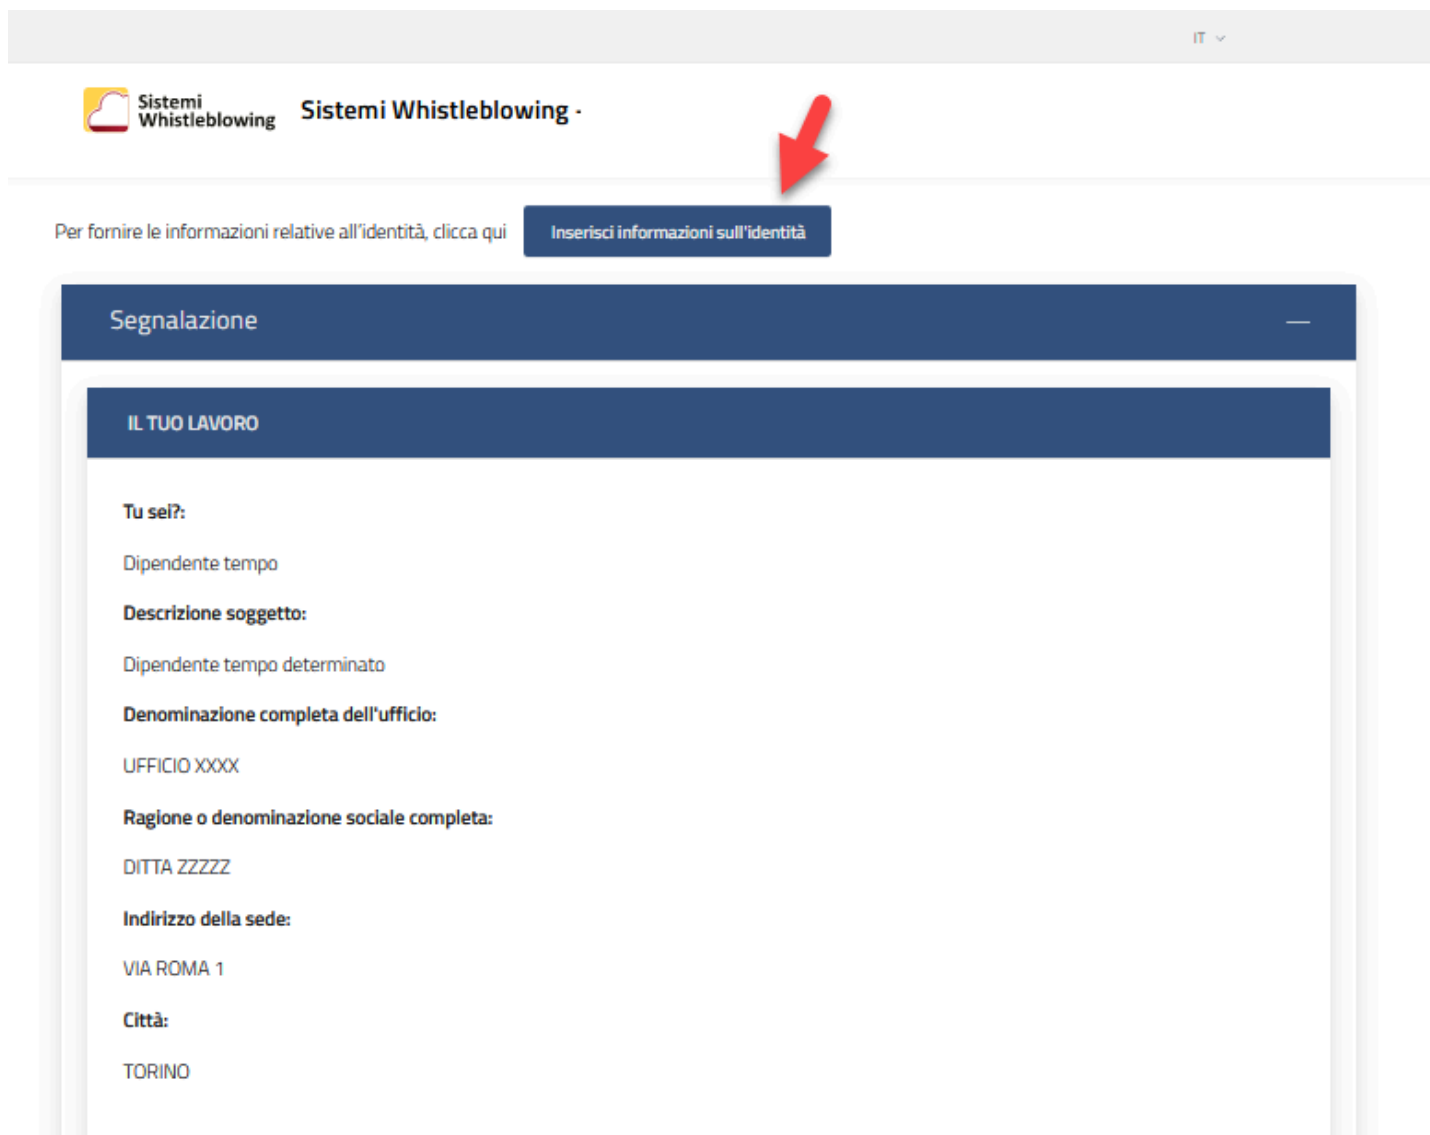 IT
Sistemi
Whistleblowing
Sistemi Whistleblowing -
Per fornire le informazioni relative all'identità, clicca qui
Inserisci informazioni sull'identità
Segnalazione
IL TUO LAVORO
Tu sei?:
Dipendente tempo
Descrizione soggetto:
Dipendente tempo determinato
Denominazione completa dell'ufficio:
UFFICIO XXXX
Ragione o denominazione sociale completa:
DITTA ZZZZZ
Indirizzo della sede:
VIA ROMA 1
Città:
TORINO